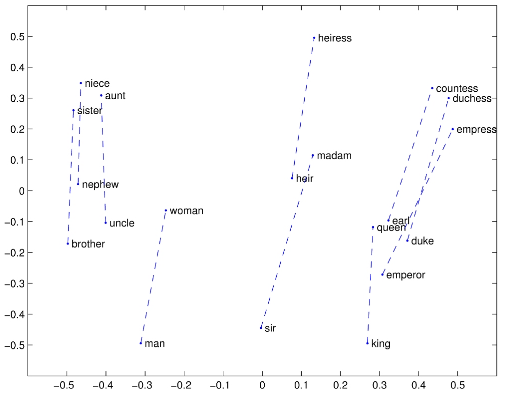 0.5
0.4
0.3
0.2
0.1
0
−0.1
−0.2
−0.3
−0.4
−0.5
heiress
niece
aunt
countess
duchess
sister
empress
madam
nephew
heir
woman
uncle
earl
queen
brother
duke
emperor
sir
man
king
−0.5 −0.4 −0.3 −0.2 −0.1 0 0.1 0.2 0.3 0.4 0.5